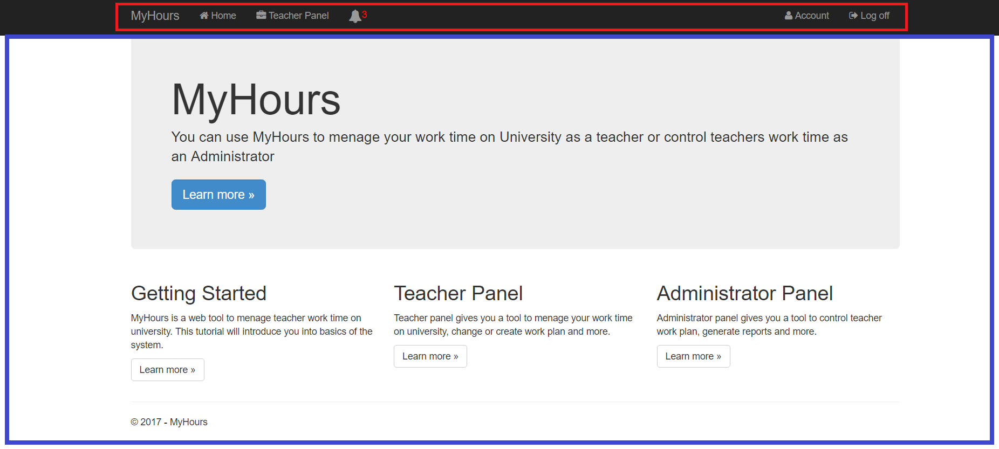 MyHours Home Teacher Panel 3 Account Log off
MyHours
You can use MyHours to menage your work time on University as a teacher or control teachers work time as
an Administrator
Learn more »
Getting Started
MyHours is a web tool to menage teacher work time on
university. This tutorial will introduce you into basics of the
system.
Learn more »
Teacher Panel
Teacher panel gives you a tool to menage your work time
on university, change or create work plan and more.
Learn more »
Administrator Panel
Administrator panel gives you a tool to control teacher
work plan, generate reports and more.
Learn more »
© 2017 - MyHours